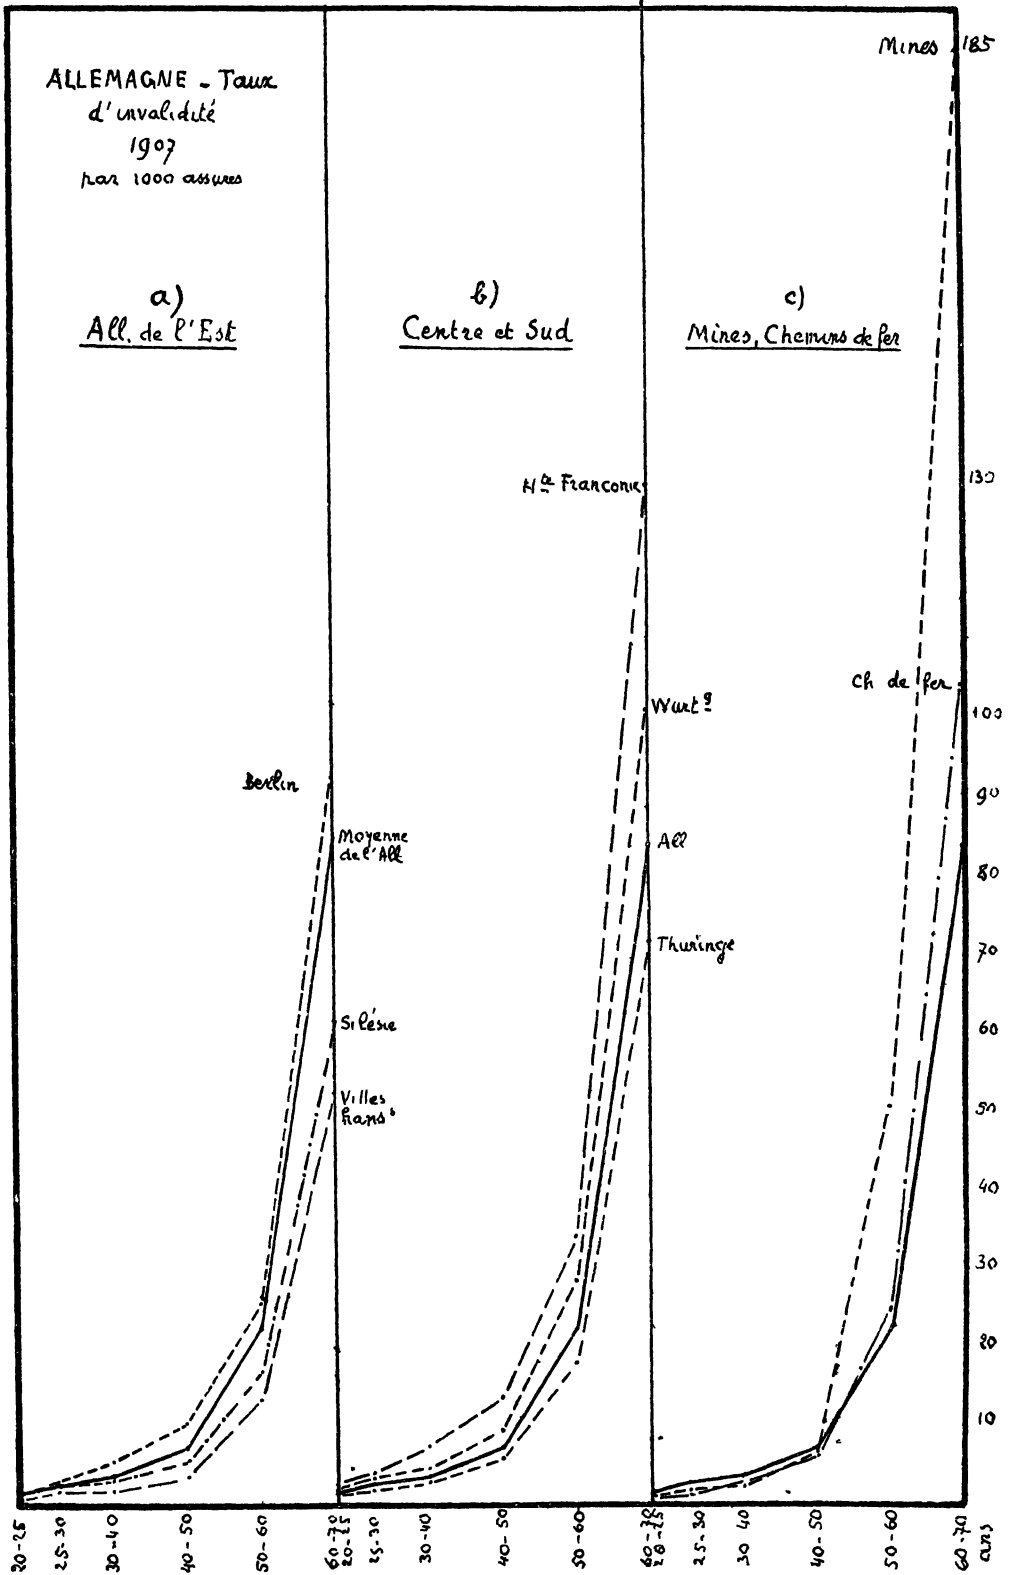 ALLEMAGNE - Taux
d'invalidité
1907
par 1000 assures
a)
All. de l'Est
b)
Centre et Sud
c)
Mines, Chemins de fer
Mines
185
Hte Franconie
130
Ch de fer
Wurtg
100
Berlin
90
Moyenne
de l'All
All
80
Thuringe
70
Silésie
60
Villes
hanss
50
40
30
20
10
20-25
25-30
30-40
40-50
50-60
60-70
20-25
25-30
30-40
40-50
50-60
60-70
20-25
25-30
30 40
40-50
50-60
60-70
ans